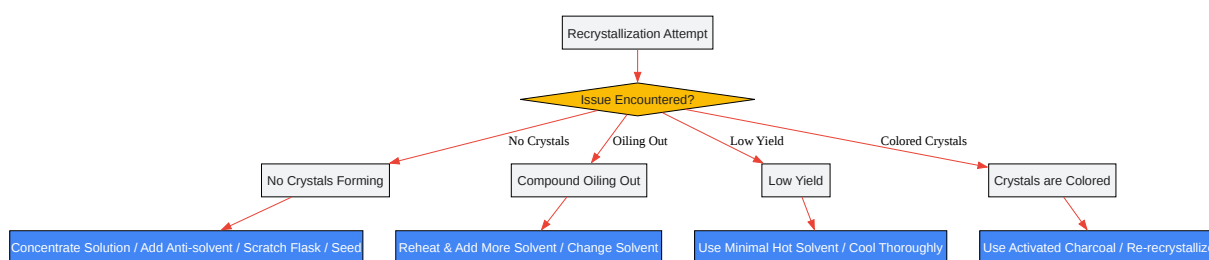 Recrystallization Attempt
Issue Encountered?
No Crystals
Oiling Out
Low Yield
Colored Crystals
No Crystals Forming
Compound Oiling Out
Low Yield
Crystals are Colored
Concentrate Solution / Add Anti-solvent / Scratch Flask / Seed
Reheat & Add More Solvent / Change Solvent
Use Minimal Hot Solvent / Cool Thoroughly
Use Activated Charcoal / Re-recrystallize